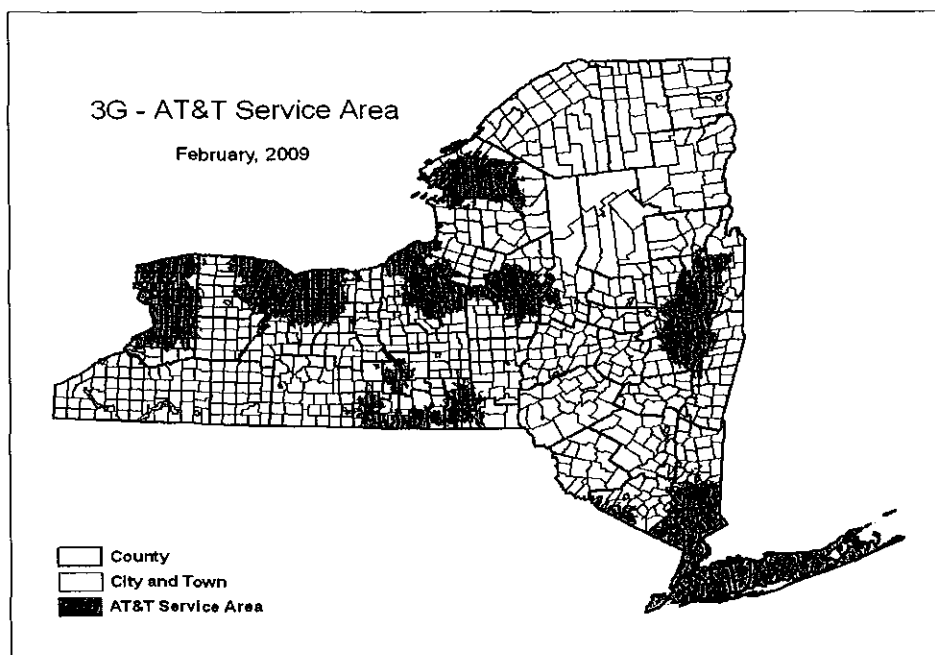 3G - AT&T Service Area
February, 2009
County
City and Town
AT&T Service Area